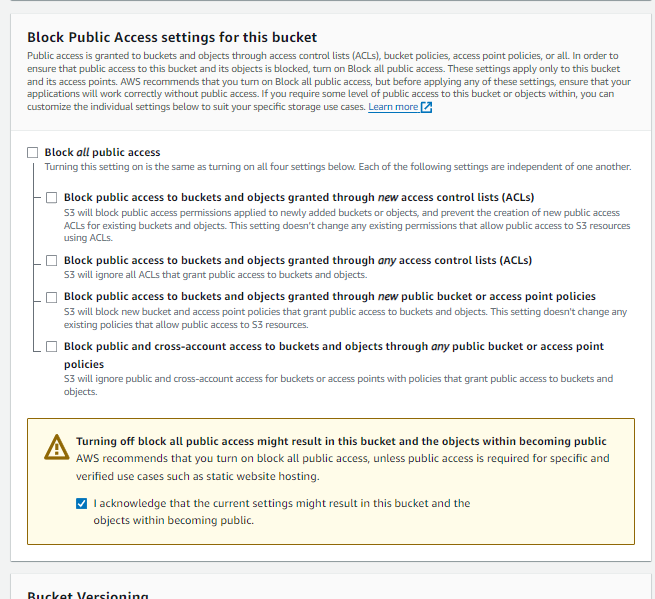 Block Public Access settings for this bucket
Public access is granted to buckets and objects through access control lists (ACLs), bucket policies, access point policies, or all. In order to
ensure that public access to this bucket and its objects is blocked, turn on Block all public access. These settings apply only to this bucket
and its access points. AWS recommends that you turn on Block all public access, but before applying any of these settings, ensure that your
applications will work correctly without public access. If you require some level of public access to this bucket or objects within, you can
customize the individual settings below to suit your specific storage use cases. Learn more
Block all public access
Turning this setting on is the same as turning on all four settings below. Each of the following settings are independent of one another.
Block public access to buckets and objects granted through new access control lists (ACLs)
S3 will block public access permissions applied to newly added buckets or objects, and prevent the creation of new public access
ACLs for existing buckets and objects. This setting doesn't change any existing permissions that allow public access to S3 resources
using ACLs.
Block public access to buckets and objects granted through any access control lists (ACLs)
S3 will ignore all ACLs that grant public access to buckets and objects.
Block public access to buckets and objects granted through new public bucket or access point policies
S3 will block new bucket and access point policies that grant public access to buckets and objects. This setting doesn't change any
existing policies that allow public access to S3 resources.
Block public and cross-account access to buckets and objects through any public bucket or access point
policies
S3 will ignore public and cross-account access for buckets or access points with policies that grant public access to buckets and
objects.
Turning off block all public access might result in this bucket and the objects within becoming public
AWS recommends that you turn on block all public access, unless public access is required for specific and
verified use cases such as static website hosting.
I acknowledge that the current settings might result in this bucket and the
objects within becoming public.
Bucket Versioning